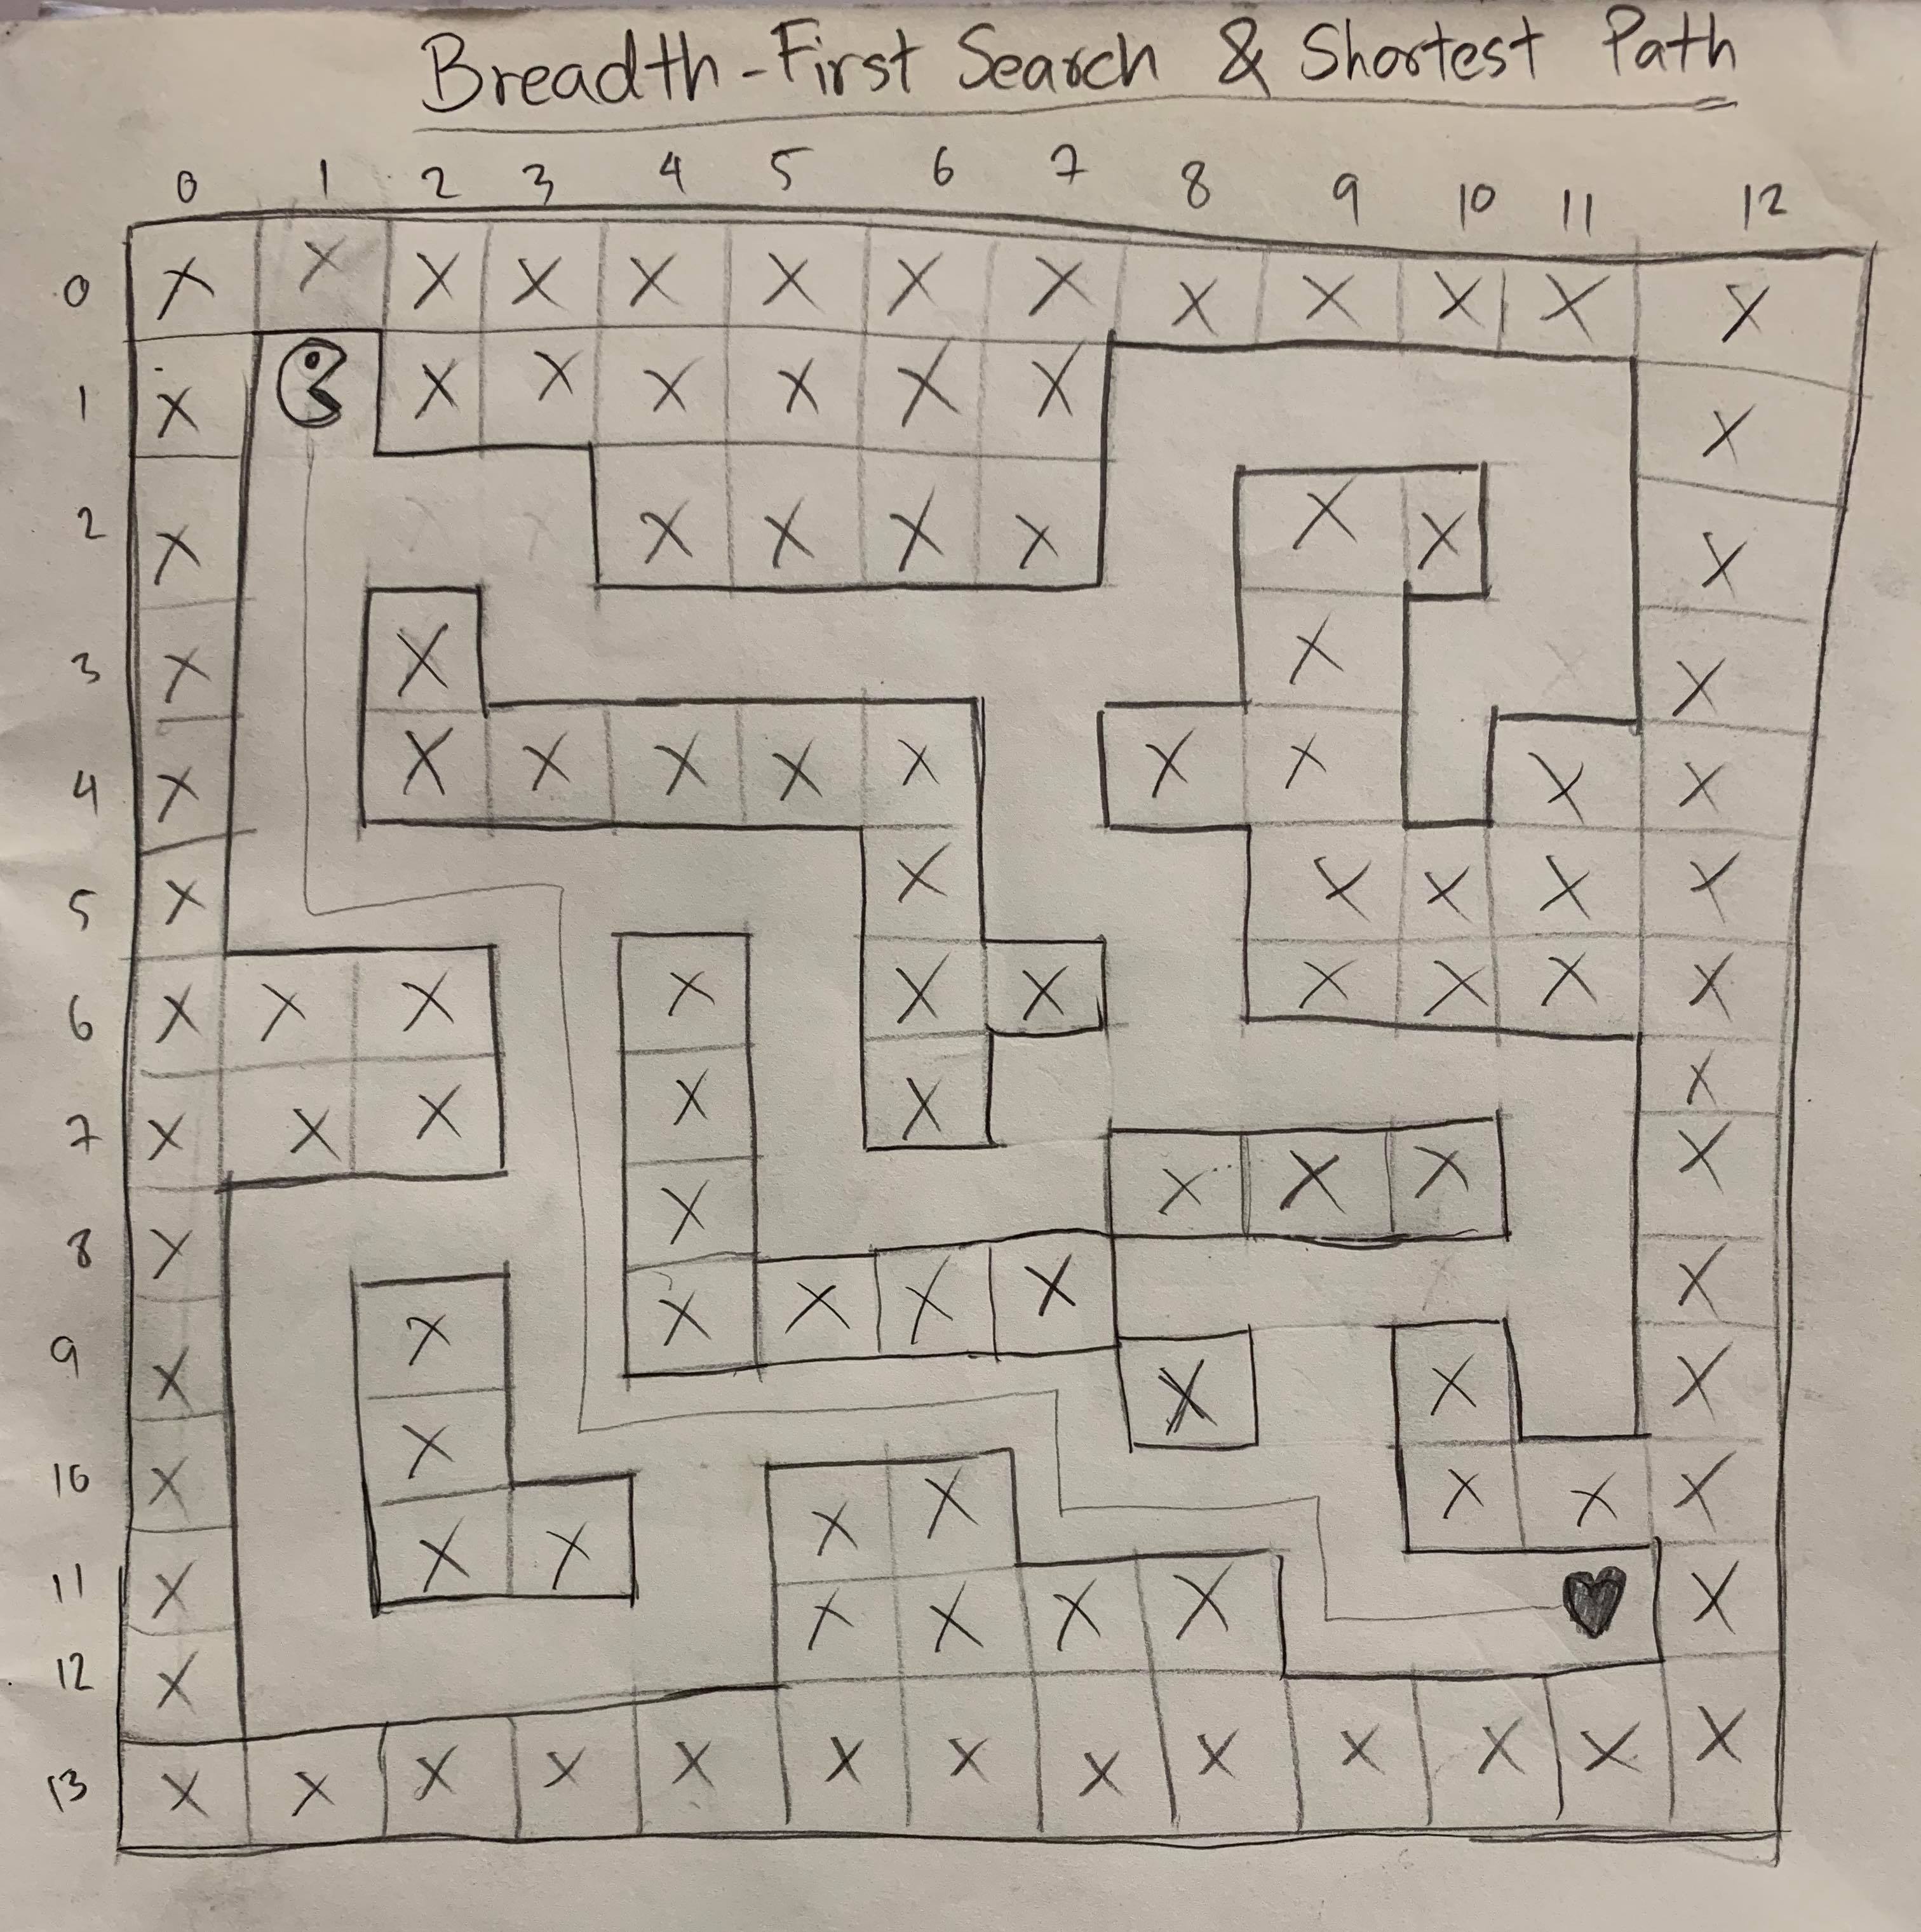 Breadth-First Search & Shortest Path
0 1 2 3 4 5 6 7 8 9 10 11 12
0 X X X X X X X X X X X X X
1 X X X X X X X X
2 X X X X X X X X
3 X X X X
4 X X X X X X X X X X
5 X X X X X X
6 X X X X X X X X X X
7 X X X X X X
8 X X X X X X
9 X X X X X X X
10 X X X X X
11 X X X X X X X X
12 X X X X X X
13 X X X X X X X X X X X X X